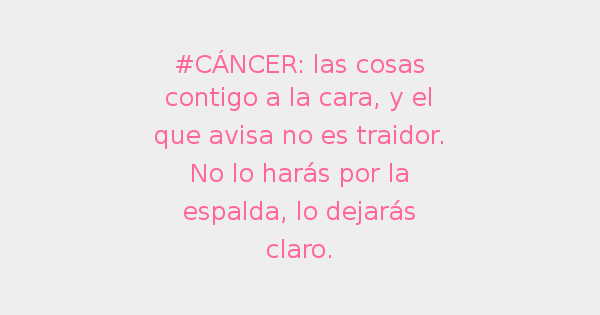 #CÁNCER: las cosas
contigo a la cara, y el
que avisa no es traidor.
No lo harás por la
espalda, lo dejarás
claro.